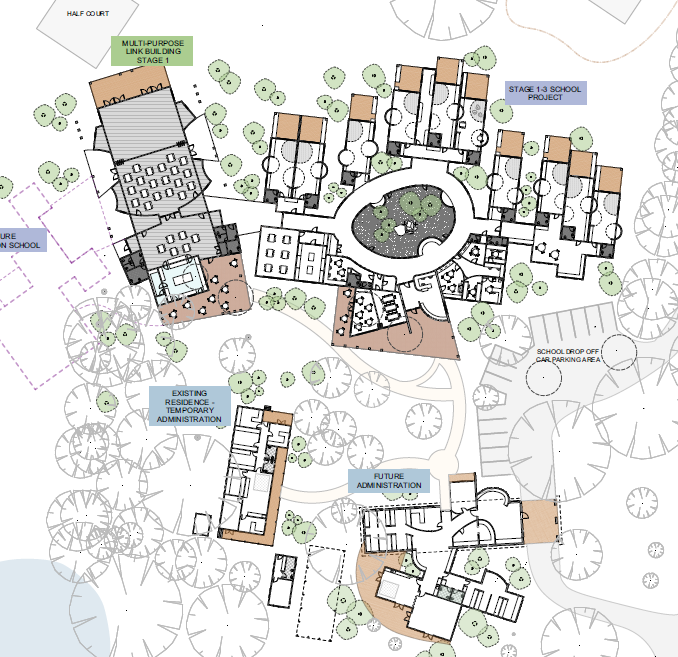 HALF COURT
MULTI-PURPOSE
LINK BUILDING
STAGE 1
STAGE 1-3 SCHOOL
PROJECT
URE
ON SCHOOL
SCHOOL DROP OFF
CAR PARKING AREA
EXISTING
RESIDENCE -
TEMPORARY
ADMINISTRATION
FUTURE
ADMINISTRATION